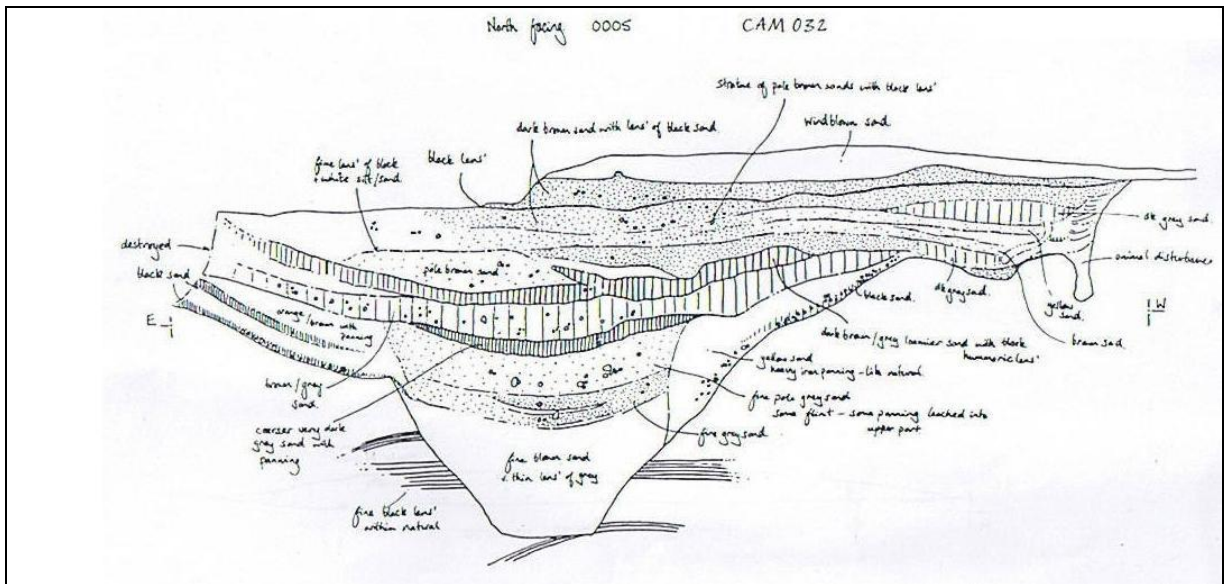 North facing 0005 CAM 032
Stratae of pale brown sands with black lens'
windblown sand
dark brown sand with lens' of black sand
black lens'
fine lens' of black
+ white silt/sand
dk grey sand
destroyed
pale brown sand
animal disturbance
black sand
dk grey sand
black sand
yellow
sand
W
E
orange/brown with
panning
brown sand
dark brown/grey loamier sand with black
hummoric lens'
yellow sand
heavy iron panning - like natural
brown/grey
sand
fine pale grey sand
some flint - some panning leached into
upper part
coarser very dark
grey sand with
panning
fine grey sand
fine blown sand
thin lens' of grey
fine black lens'
within natural